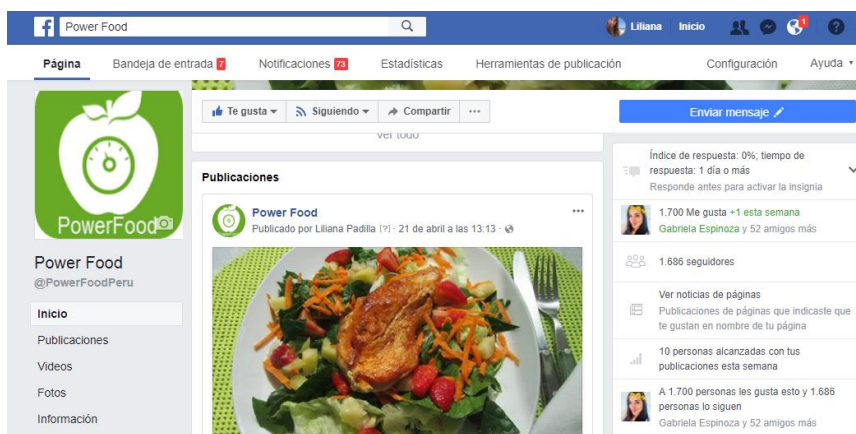 Power Food
Liliana Inicio 1
Página Bandeja de entrada 7 Notificaciones 73 Estadísticas Herramientas de publicación Configuración Ayuda
PowerFood
Power Food
@PowerFoodPeru
Inicio
Publicaciones
Videos
Fotos
Información
Te gusta Siguiendo Compartir ...
Ver todo
Publicaciones
Power Food ...
Publicado por Liliana Padilla [?] · 21 de abril a las 13:13 ·
Enviar mensaje
Índice de respuesta: 0%; tiempo de
respuesta: 1 día o más
Responde antes para activar la insignia
1.700 Me gusta +1 esta semana
Gabriela Espinoza y 52 amigos más
1.686 seguidores
Ver noticias de páginas
Publicaciones de páginas que indicaste que
te gustan en nombre de tu página
10 personas alcanzadas con tus
publicaciones esta semana
A 1.700 personas les gusta esto y 1.686
personas lo siguen
Gabriela Espinoza y 52 amigos más